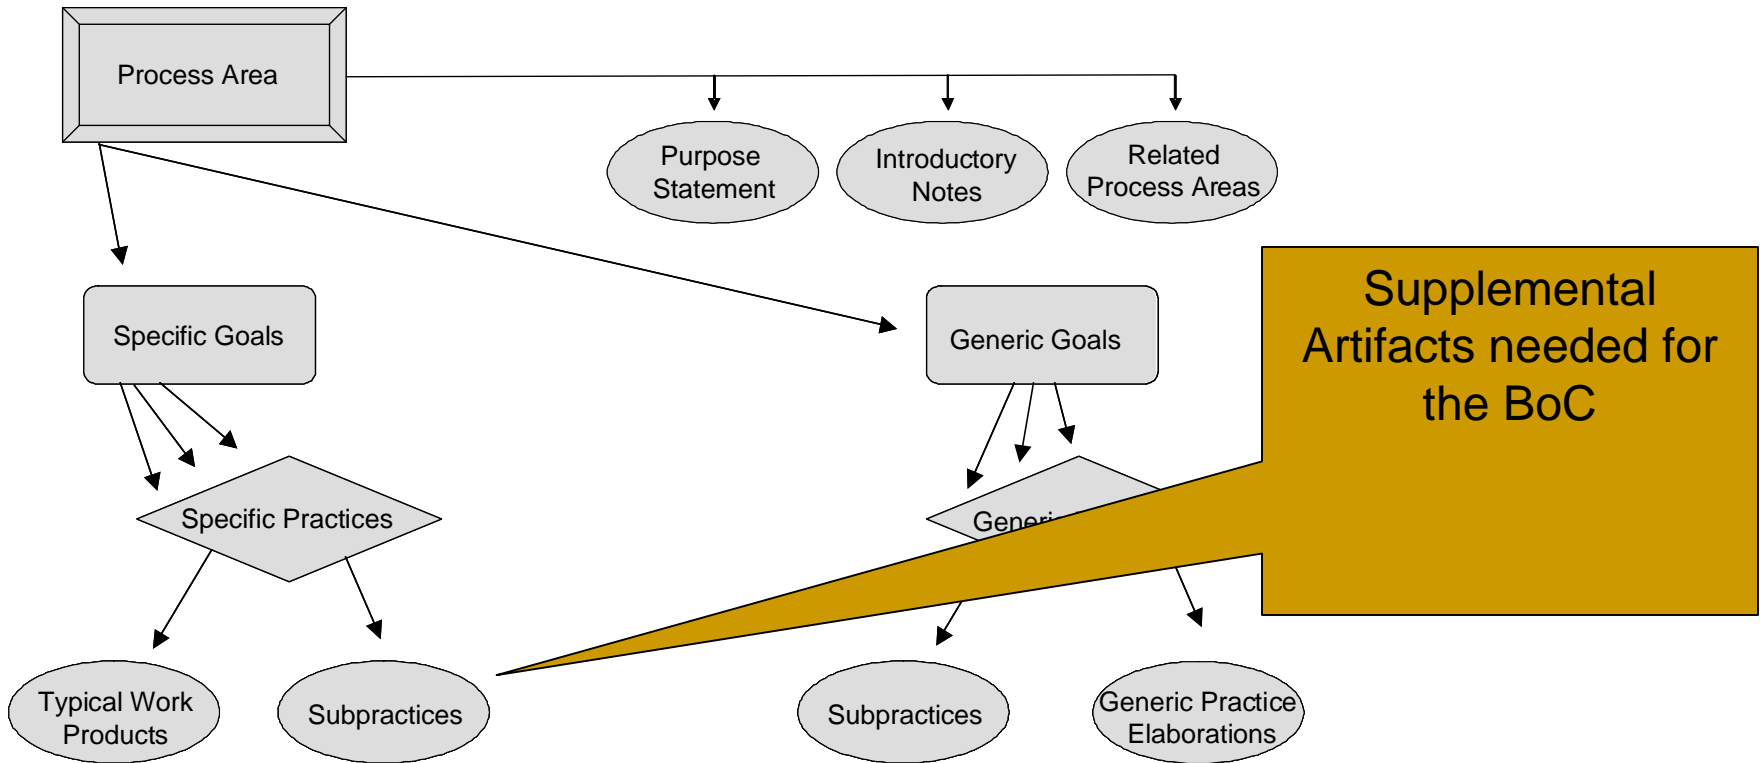 Process Area
Purpose
Statement
Introductory
Notes
Related
Process Areas
Supplemental
Artifacts needed for
the BoC
Specific Goals
Generic Goals
Specific Practices
Typical Work
Products
Subpractices
Subpractices
Generic Practice
Elaborations